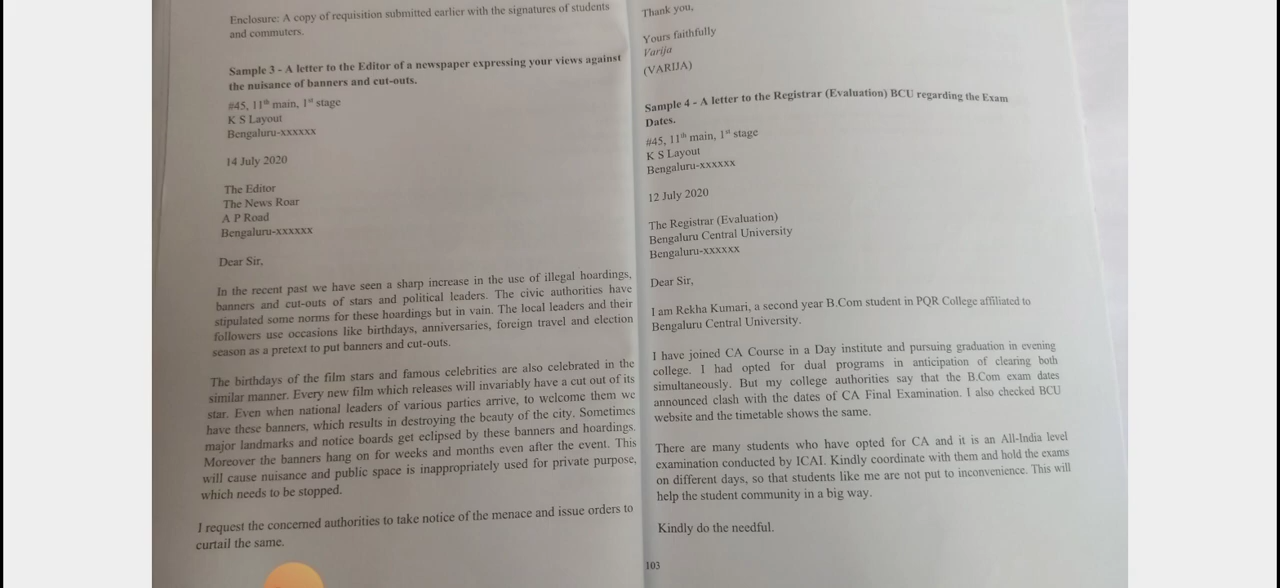 Enclosure: A copy of requisition submitted earlier with the signatures of students
and commuters.
Sample 3 - A letter to the Editor of a newspaper expressing your views against
the nuisance of banners and cut-outs.
#45, 11th main, 1st stage
K S Layout
Bengaluru-xxxxxx
14 July 2020
The Editor
The News Roar
A P Road
Bengaluru-xxxxxx
Dear Sir,
In the recent past we have seen a sharp increase in the use of illegal hoardings,
banners and cut-outs of stars and political leaders. The civic authorities have
stipulated some norms for these hoardings but in vain. The local leaders and their
followers use occasions like birthdays, anniversaries, foreign travel and election
season as a pretext to put banners and cut-outs.
The birthdays of the film stars and famous celebrities are also celebrated in the
similar manner. Every new film which releases will invariably have a cut out of its
star. Even when national leaders of various parties arrive, to welcome them we
have these banners, which results in destroying the beauty of the city. Sometimes
major landmarks and notice boards get eclipsed by these banners and hoardings.
Moreover the banners hang on for weeks and months even after the event. This
will cause nuisance and public space is inappropriately used for private purpose,
which needs to be stopped.
I request the concerned authorities to take notice of the menace and issue orders to
curtail the same.
Thank you,
Yours faithfully
Varija
(VARIJA)
Sample 4 - A letter to the Registrar (Evaluation) BCU regarding the Exam
Dates.
#45, 11th main, 1st stage
K S Layout
Bengaluru-xxxxxx
12 July 2020
The Registrar (Evaluation)
Bengaluru Central University
Bengaluru-xxxxxx
Dear Sir,
I am Rekha Kumari, a second year B.Com student in PQR College affiliated to
Bengaluru Central University.
I have joined CA Course in a Day institute and pursuing graduation in evening
college. I had opted for dual programs in anticipation of clearing both
simultaneously. But my college authorities say that the B.Com exam dates
announced clash with the dates of CA Final Examination. I also checked BCU
website and the timetable shows the same.
There are many students who have opted for CA and it is an All-India level
examination conducted by ICAI. Kindly coordinate with them and hold the exams
on different days, so that students like me are not put to inconvenience. This will
help the student community in a big way.
Kindly do the needful.
103